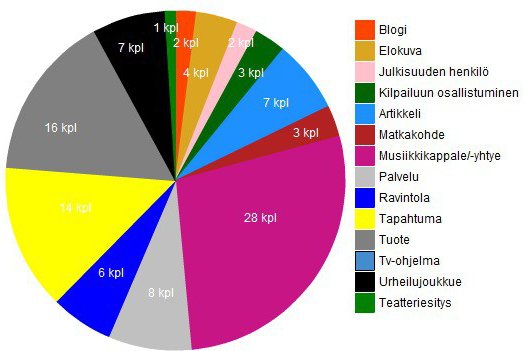 1 kpl
2 kpl
4 kpl
2 kpl
3 kpl
7 kpl
3 kpl
28 kpl
8 kpl
6 kpl
14 kpl
16 kpl
7 kpl
Blogi
Elokuva
Julkisuuden henkilö
Kilpailuun osallistuminen
Artikkeli
Matkakohde
Musiikkikappale/-yhtye
Palvelu
Ravintola
Tapahtuma
Tuote
Tv-ohjelma
Urheilujoukkue
Teatteriesitys